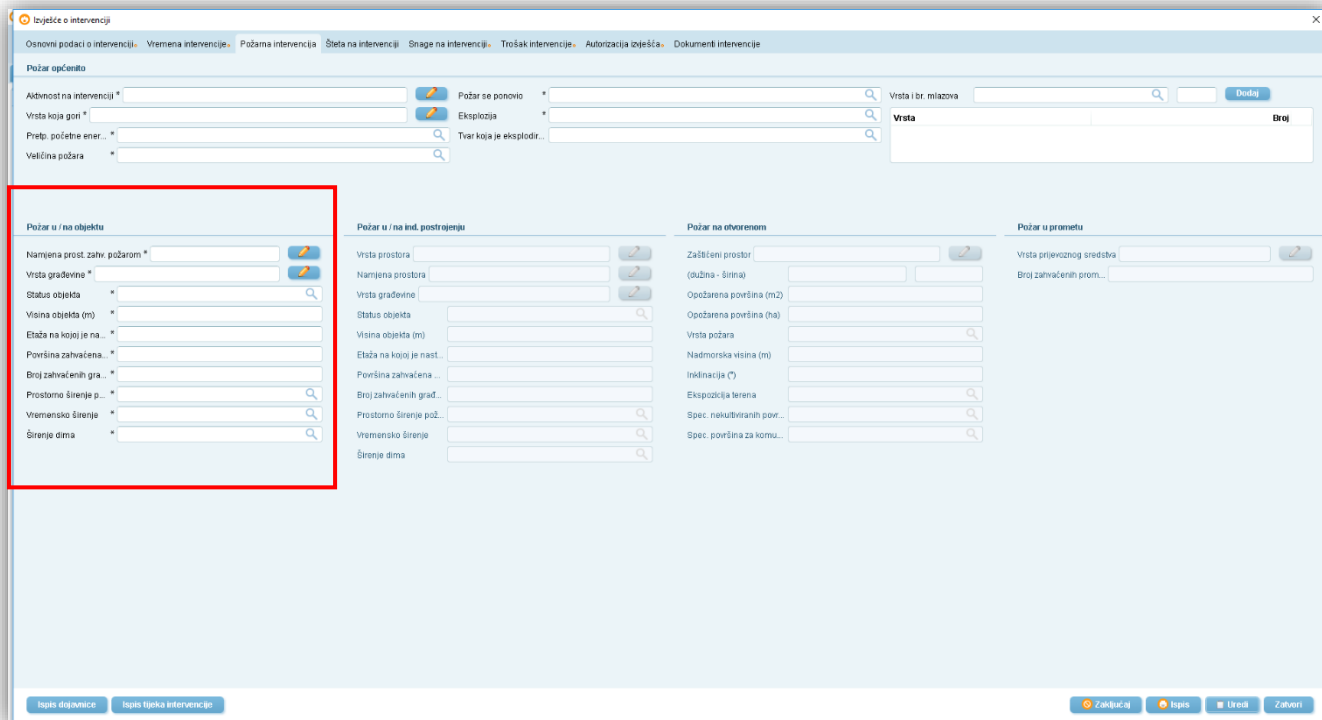 Izvješće o intervenciji
Osnovni podaci o intervenciji Vremena intervencije Požarna intervencija Šteta na intervenciji Snage na intervenciji Trošak intervencije Autorizacija izvješća Dokumenti intervencije
Požar općenito
Aktivnost na intervenciji * Požar se ponovio * Vrsta i br. mlazova Dodaj
Vrsta koja gori * Eksplozija * Vrsta Broj
Pretp. početne ener... * Tvar koja je eksplodir...
Veličina požara *
Požar u / na objektu Požar u / na ind. postrojenju Požar na otvorenom Požar u prometu
Namjena prost. zahv. požarom * Vrsta prostora Zaštićeni prostor Vrsta prijevoznog sredstva
Vrsta građevine * Namjena prostora (dužina - širina) Broj zahvaćenih prom...
Status objekta * Vrsta građevine Opožarena površina (m2)
Visina objekta (m) * Status objekta Opožarena površina (ha)
Etaža na kojoj je na... * Visina objekta (m) Vrsta požara
Površina zahvaćena... * Etaža na kojoj je nast... Nadmorska visina (m)
Broj zahvaćenih gra... * Površina zahvaćena ... Inklinacija (°)
Prostorno širenje p... * Broj zahvaćenih građ... Ekspozicija terena
Vremensko širenje * Prostorno širenje pož... Spec. nekultiviranih povr...
Širenje dima * Vremensko širenje Spec. površina za komu...
Širenje dima
Ispis dojavnice Ispis tijeka intervencije Zaključaj Ispis Uredi Zatvori